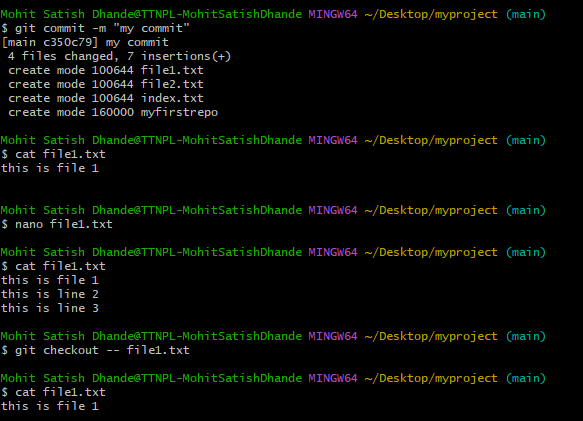 Mohit Satish Dhande@TTNPL-MohitSatishDhande MINGW64 ~/Desktop/myproject (main)
$ git commit -m "my commit"
[main c350c79] my commit
 4 files changed, 7 insertions(+)
 create mode 100644 file1.txt
 create mode 100644 file2.txt
 create mode 100644 index.txt
 create mode 160000 myfirstrepo

Mohit Satish Dhande@TTNPL-MohitSatishDhande MINGW64 ~/Desktop/myproject (main)
$ cat file1.txt
this is file 1

Mohit Satish Dhande@TTNPL-MohitSatishDhande MINGW64 ~/Desktop/myproject (main)
$ nano file1.txt

Mohit Satish Dhande@TTNPL-MohitSatishDhande MINGW64 ~/Desktop/myproject (main)
$ cat file1.txt
this is file 1
this is line 2
this is line 3

Mohit Satish Dhande@TTNPL-MohitSatishDhande MINGW64 ~/Desktop/myproject (main)
$ git checkout -- file1.txt

Mohit Satish Dhande@TTNPL-MohitSatishDhande MINGW64 ~/Desktop/myproject (main)
$ cat file1.txt
this is file 1